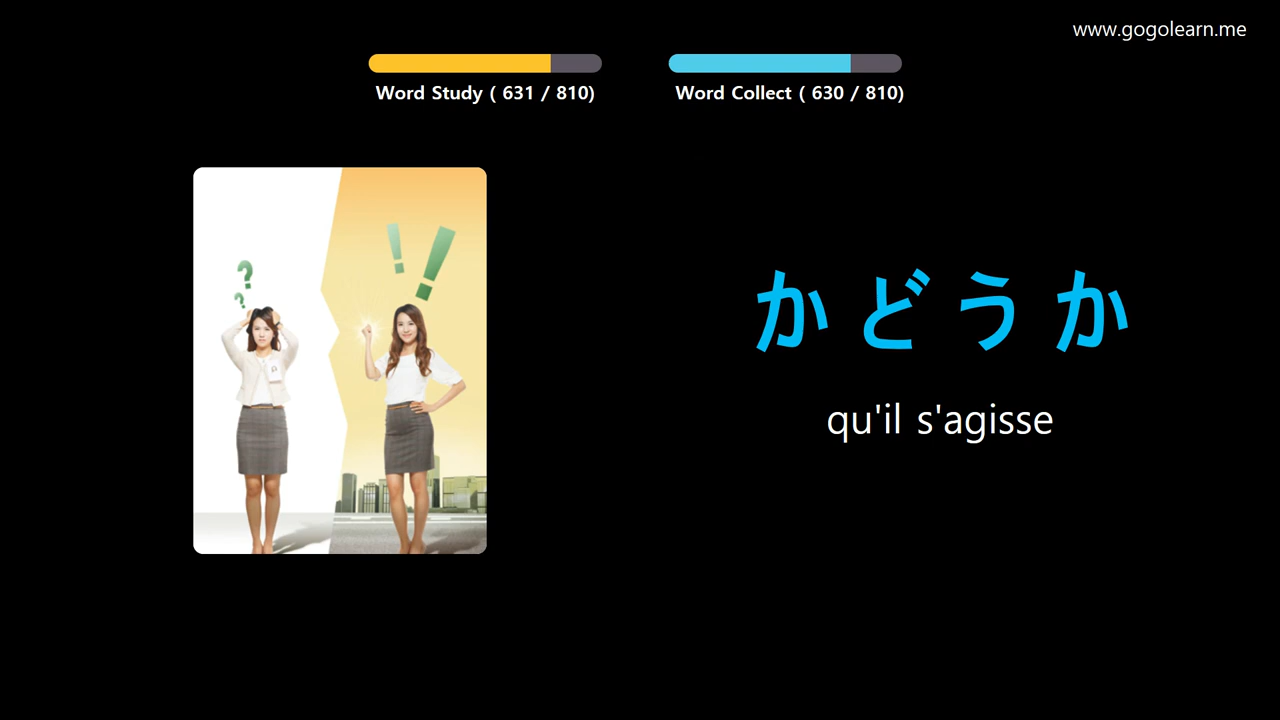 www.gogolearn.me
Word Study ( 631 / 810)
Word Collect ( 630 / 810)
? ?
! !
かどうか
qu'il s'agisse